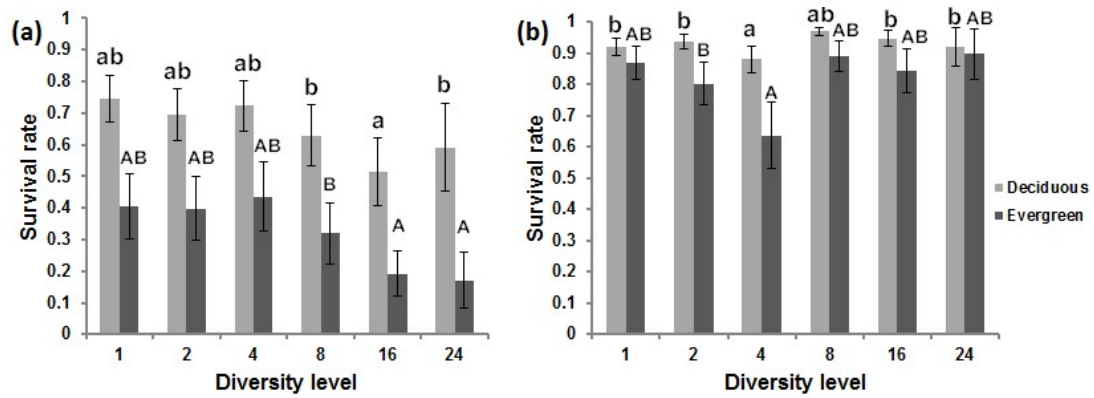 (a)
Survival rate
1
0.9
0.8
0.7
0.6
0.5
0.4
0.3
0.2
0.1
0
ab ab ab b a b
AB AB AB B A A
1 2 4 8 16 24
Diversity level
(b)
Survival rate
1
0.9
0.8
0.7
0.6
0.5
0.4
0.3
0.2
0.1
0
b AB b B a A ab AB b AB b AB
1 2 4 8 16 24
Diversity level
Deciduous
Evergreen